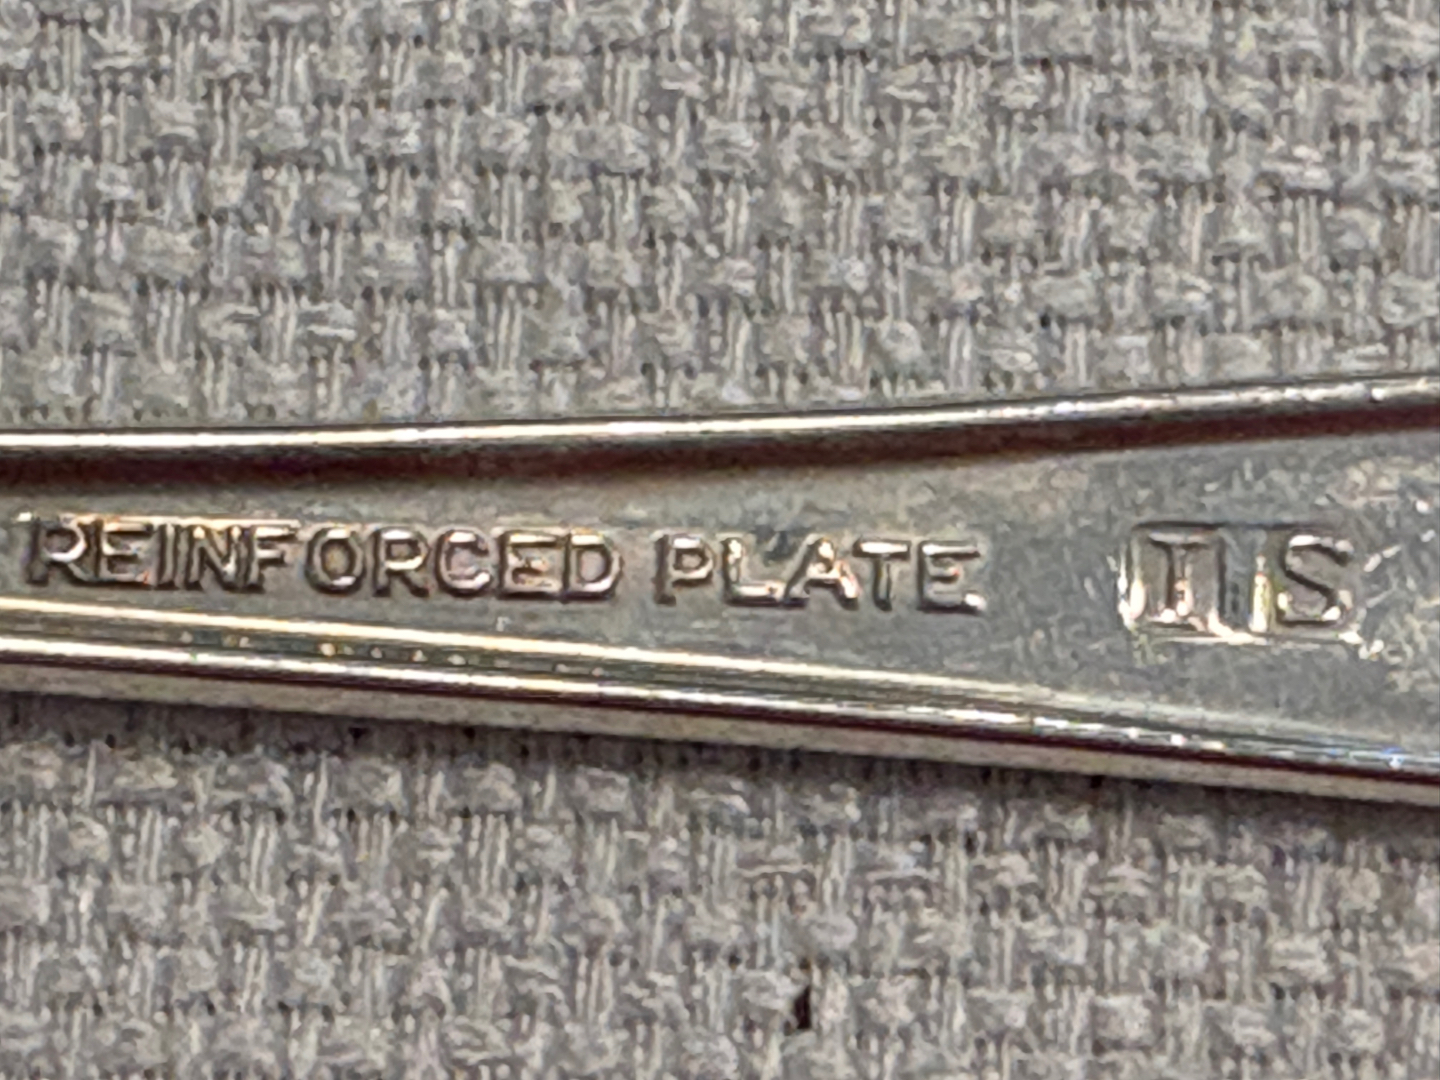 REINFORCED PLATE. I S